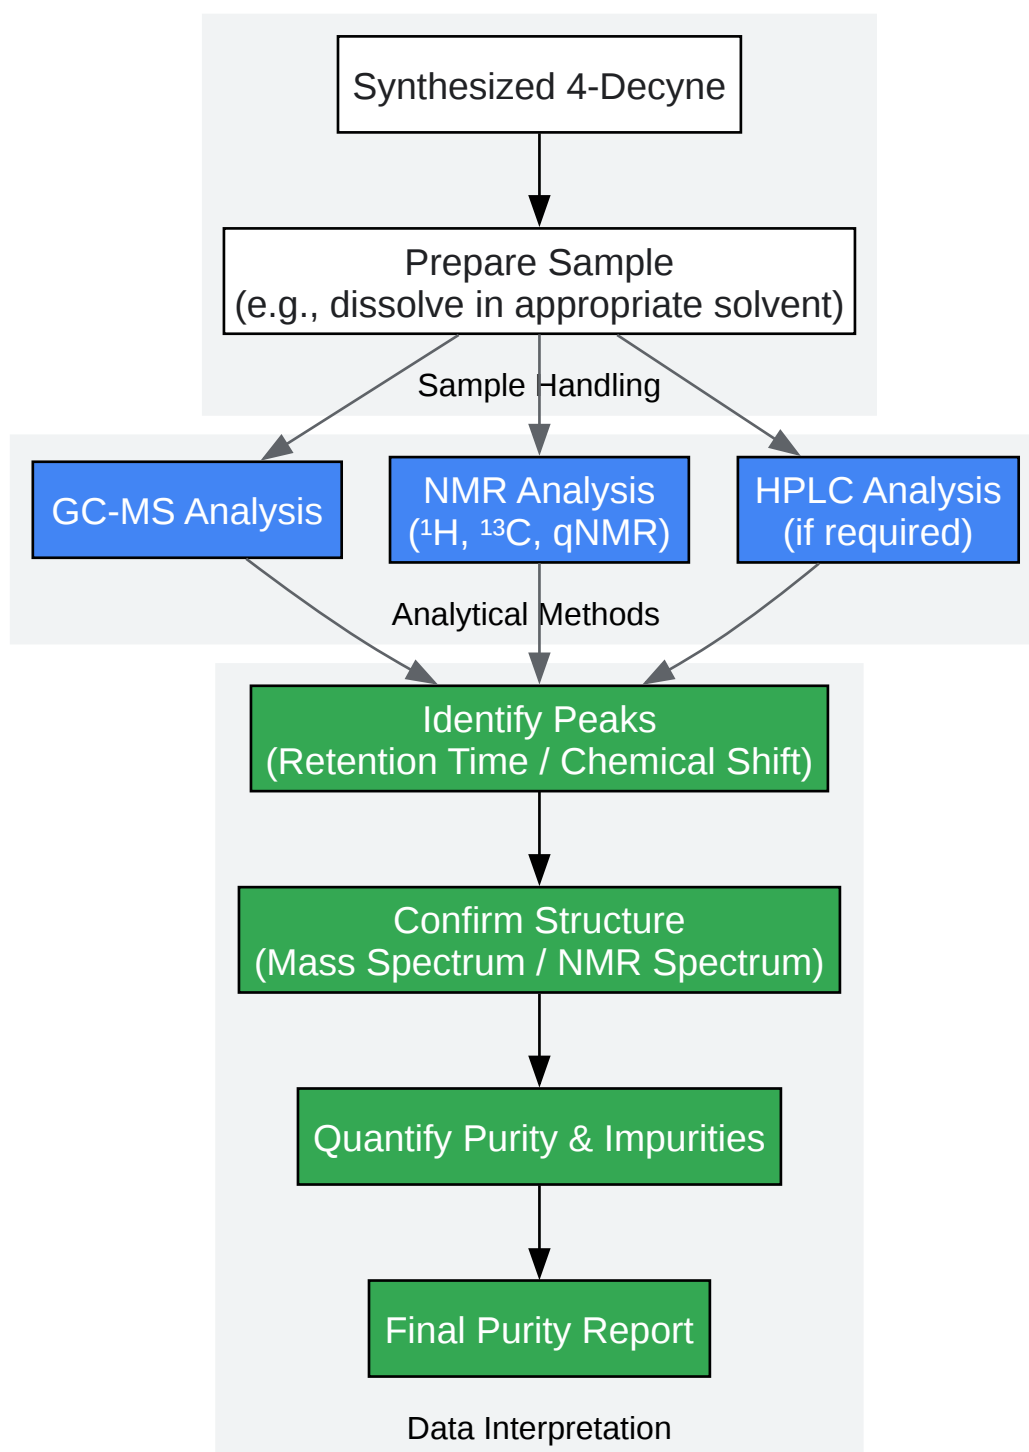 Synthesized 4-Decyne
Prepare Sample
(e.g., dissolve in appropriate solvent)
Sample Handling
GC-MS Analysis
NMR Analysis
(¹H, ¹³C, qNMR)
HPLC Analysis
(if required)
Analytical Methods
Identify Peaks
(Retention Time / Chemical Shift)
Confirm Structure
(Mass Spectrum / NMR Spectrum)
Quantify Purity & Impurities
Final Purity Report
Data Interpretation